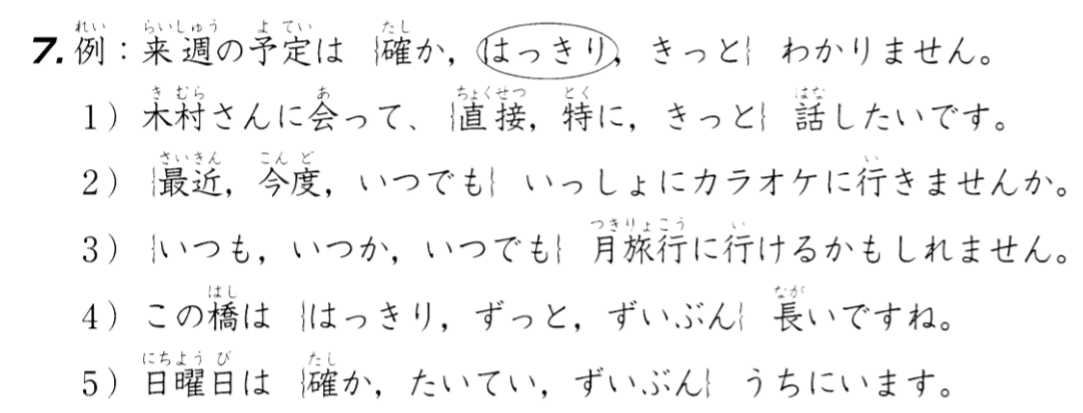 7. 例：来週の予定は ｛確か，はっきり，きっと｝ わかりません。
1） 木村さんに会って、｛直接，特に，きっと｝ 話したいです。
2） ｛最近，今度，いつでも｝ いっしょにカラオケに行きませんか。
3） ｛いつも，いつか，いつでも｝ 月旅行に行けるかもしれません。
4） この橋は ｛はっきり，ずっと，ずいぶん｝ 長いですね。
5） 日曜日は ｛確か，たいてい，ずいぶん｝ うちにいます。